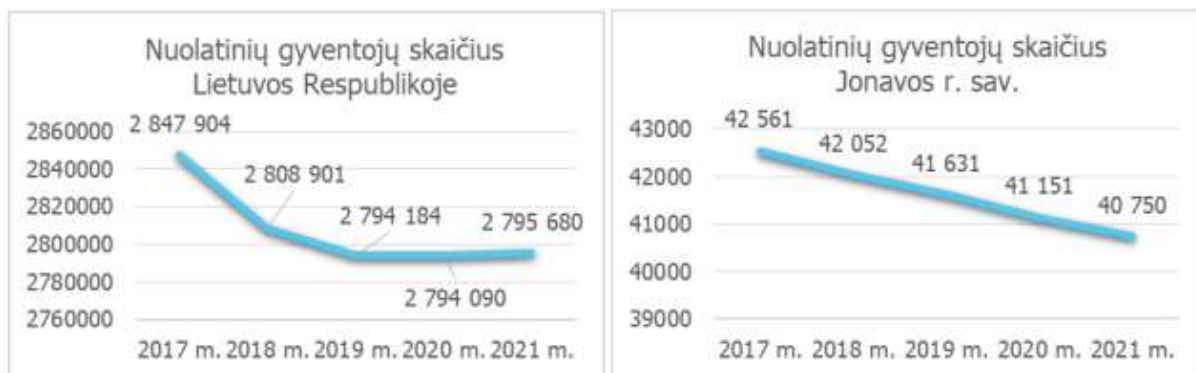 Nuolatinių gyventojų skaičius
Lietuvos Respublikoje
2860000
2840000
2820000
2800000
2780000
2760000
2 847 904
2 808 901
2 794 184
2 795 680
2 794 090
2017 m. 2018 m. 2019 m. 2020 m. 2021 m.
Nuolatinių gyventojų skaičius
Jonavos r. sav.
43000
42000
41000
40000
39000
42 561
42 052
41 631
41 151
40 750
2017 m. 2018 m. 2019 m. 2020 m. 2021 m.